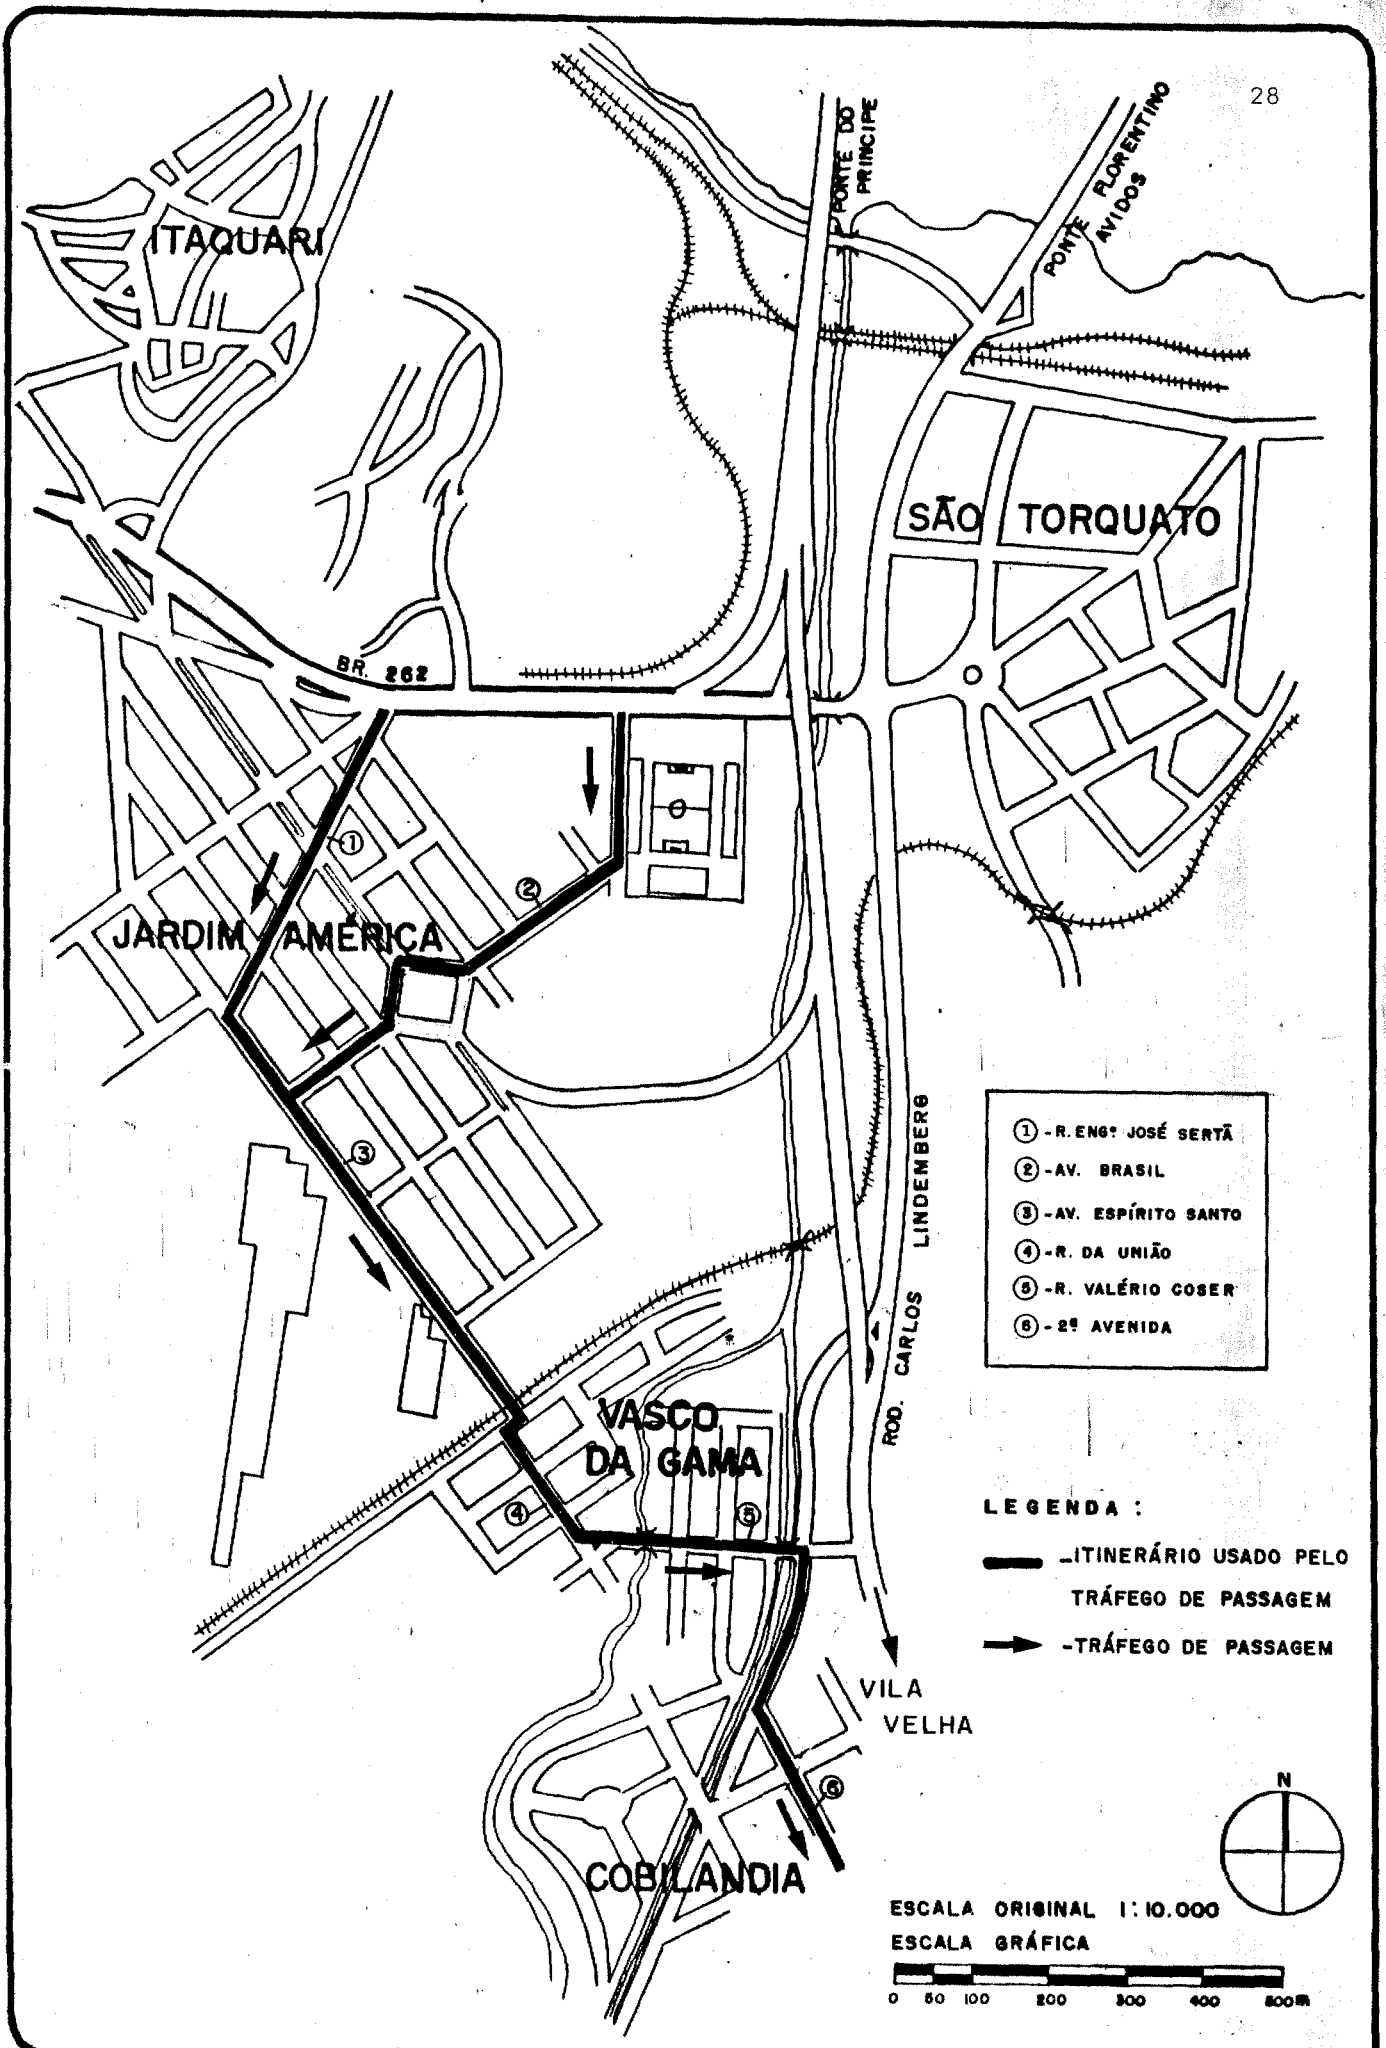 28
PONTE DO
PRINCIPE
PONTE FLORENTINO
AVIDOS
ITAQUARI
SÃO TORQUATO
BR. 262
1
2
JARDIM AMÉRICA
3
ROD. CARLOS LINDEMBERG
1 -R. ENGº JOSÉ SERTÃ
2 -AV. BRASIL
3 -AV. ESPÍRITO SANTO
4 -R. DA UNIÃO
5 -R. VALÉRIO COSER
6 - 2ª AVENIDA
VASCO
DA GAMA
4
5
LEGENDA :
-ITINERÁRIO USADO PELO
TRÁFEGO DE PASSAGEM
-TRÁFEGO DE PASSAGEM
VILA
VELHA
6
COBILANDIA
N
ESCALA ORIGINAL 1:10.000
ESCALA GRÁFICA
0 50 100 200 300 400 500m